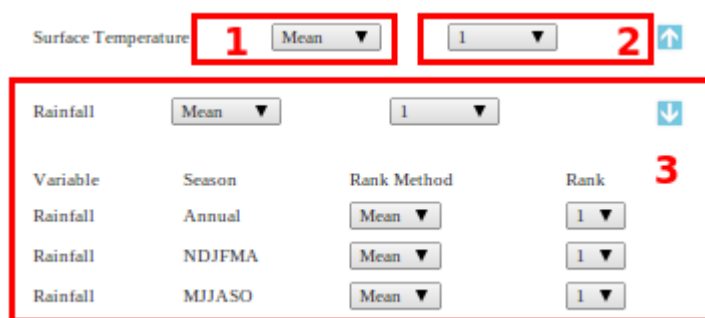 Surface Temperature 1 Mean 1 2
Rainfall Mean 1
3
Variable Season Rank Method Rank
Rainfall Annual Mean 1
Rainfall NDJFMA Mean 1
Rainfall MJJASO Mean 1